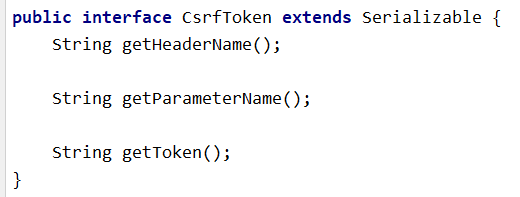 public interface CsrfToken extends Serializable {
    String getHeaderName();

    String getParameterName();

    String getToken();
}